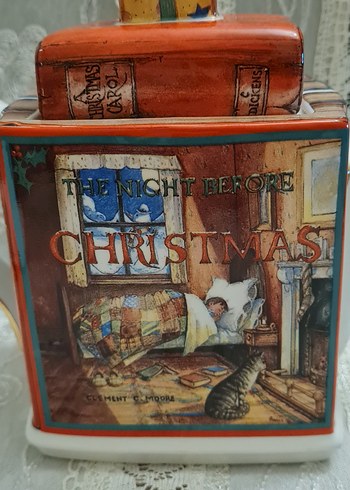 A CHRISTMAS
CAROL
C
DICKENS
THE NIGHT BEFORE
CHRISTMAS
CLEMENT C. MOORE